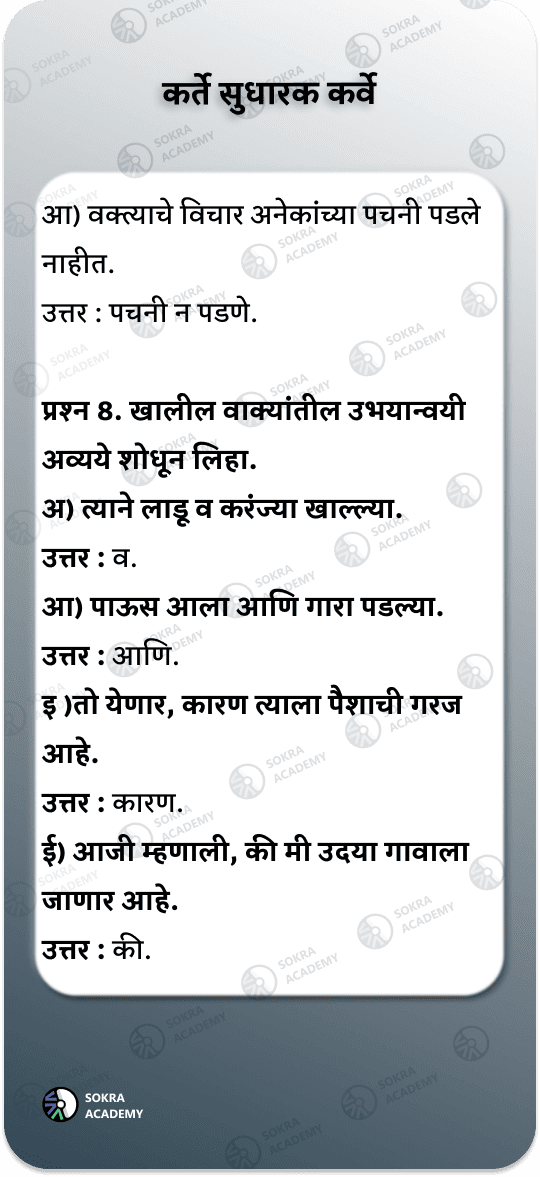 कर्ते सुधारक कर्वे
आ) वक्त्याचे विचार अनेकांच्या पचनी पडले
नाहीत.
उत्तर : पचनी न पडणे.
प्रश्न 8. खालील वाक्यांतील उभयान्वयी
अव्यये शोधून लिहा.
अ) त्याने लाडू व करंज्या खाल्ल्या.
उत्तर : व.
आ) पाऊस आला आणि गारा पडल्या.
उत्तर : आणि.
इ )तो येणार, कारण त्याला पैशाची गरज
आहे.
उत्तर : कारण.
ई) आजी म्हणाली, की मी उदया गावाला
जाणार आहे.
उत्तर : की.
SOKRA
ACADEMY